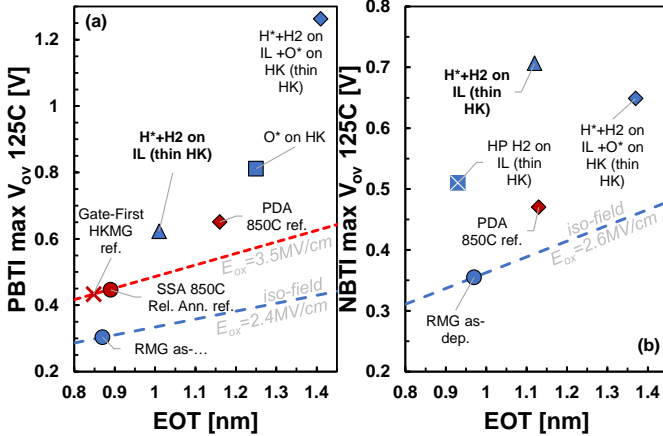 (a)
PBTI max Vov 125C [V]
1.2
1
0.8
0.6
0.4
0.2
H*+H2 on
IL +O* on
HK (thin
HK)
O* on HK
H*+H2 on
IL (thin HK)
Gate-First
HKMG
ref.
PDA
850C ref.
Eox=3.5MV/cm
SSA 850C
Rel. Ann. ref.
iso-field
Eox=2.4MV/cm
RMG as-…
0.8 0.9 1 1.1 1.2 1.3 1.4
EOT [nm]
NBTI max Vov 125C [V]
0.8
0.7
0.6
0.5
0.4
0.3
0.2
H*+H2 on
IL (thin
HK)
HP H2 on
IL (thin
HK)
H*+H2 on
IL +O* on
HK (thin
HK)
PDA
850C ref.
iso-field
Eox=2.6MV/cm
RMG as-
dep.
(b)
0.8 0.9 1 1.1 1.2 1.3 1.4
EOT [nm]